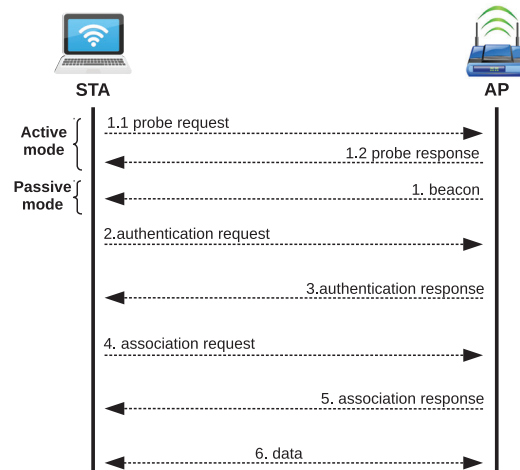 STA
AP
1.1 probe request
Active
mode
1.2 probe response
Passive
mode
1. beacon
2.authentication request
3.authentication response
4. association request
5. association response
6. data